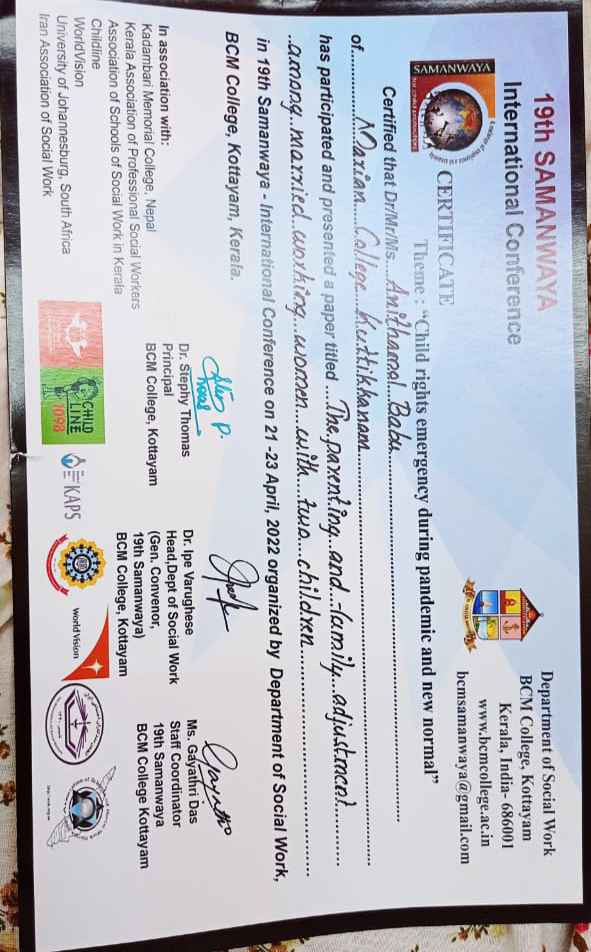 19th SAMANWAYA
International Conference
SAMANWAYA
Department of Social Work
BCM College, Kottayam
Kerala, India- 686001
www.bcmcollege.ac.in
bcmsamanwaya@gmail.com
CERTIFICATE
Theme : “Child rights emergency during pandemic and new normal”
Certified that Dr/Mr/Ms....Anithamol Babu
of....Marian College Kuttikkanam
has participated and presented a paper titled ...The parenting and family adjustment
among married working women with two children
in 19th Samanwaya - International Conference on 21 -23 April, 2022 organized by Department of Social Work,
BCM College, Kottayam, Kerala.
In association with:
Kadambari Memorial College, Nepal
Kerala Association of Professional Social Workers
Association of Schools of Social Work in Kerala
Childline
WorldVision
University of Johannesburg, South Africa
Iran Association of Social Work
Dr. Stephy Thomas
Principal
BCM College, Kottayam
Dr. Ipe Varughese
Head,Dept of Social Work
(Gen. Convenor,
19th Samanwaya)
BCM College, Kottayam
Ms. Gayathri Das
Staff Coordinator
19th Samanwaya
BCM College Kottayam
CHILD
LINE
1098
KAPS
World Vision